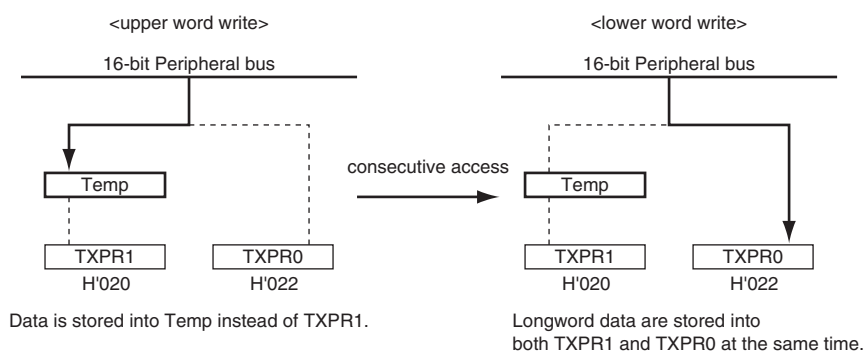 <upper word write>
16-bit Peripheral bus
Temp
TXPR1
TXPR0
H'020
H'022
Data is stored into Temp instead of TXPR1.
consecutive access
<lower word write>
16-bit Peripheral bus
Temp
TXPR1
TXPR0
H'020
H'022
Longword data are stored into
both TXPR1 and TXPR0 at the same time.